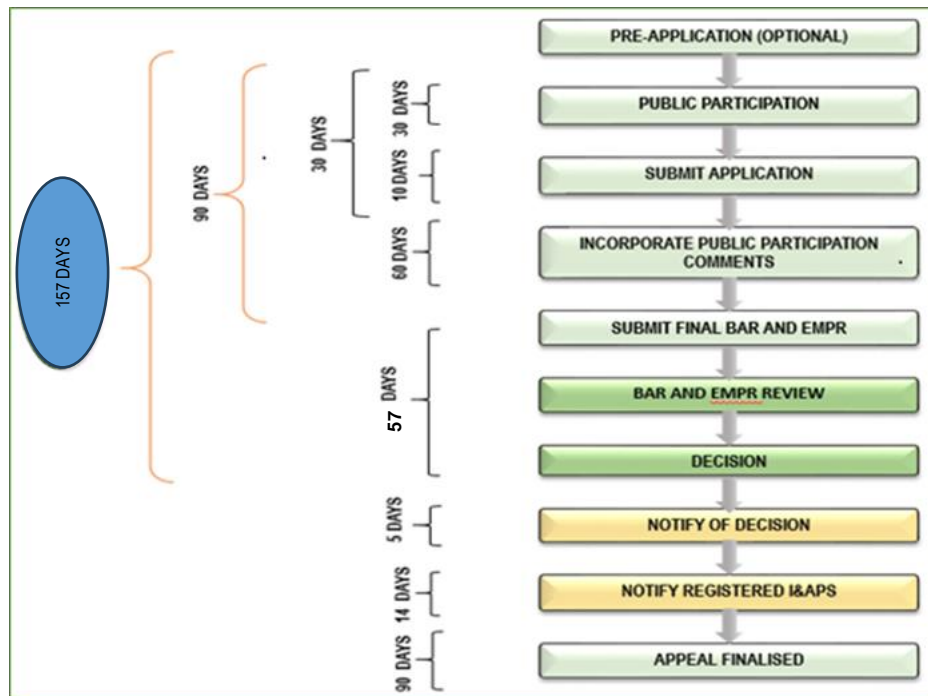 PRE-APPLICATION (OPTIONAL)
PUBLIC PARTICIPATION
SUBMIT APPLICATION
INCORPORATE PUBLIC PARTICIPATION
COMMENTS
SUBMIT FINAL BAR AND EMPR
BAR AND EMPR REVIEW
DECISION
NOTIFY OF DECISION
NOTIFY REGISTERED I&APS
APPEAL FINALISED
157 DAYS
90 DAYS
30 DAYS
30 DAYS
10 DAYS
60 DAYS
57 DAYS
5 DAYS
14 DAYS
90 DAYS